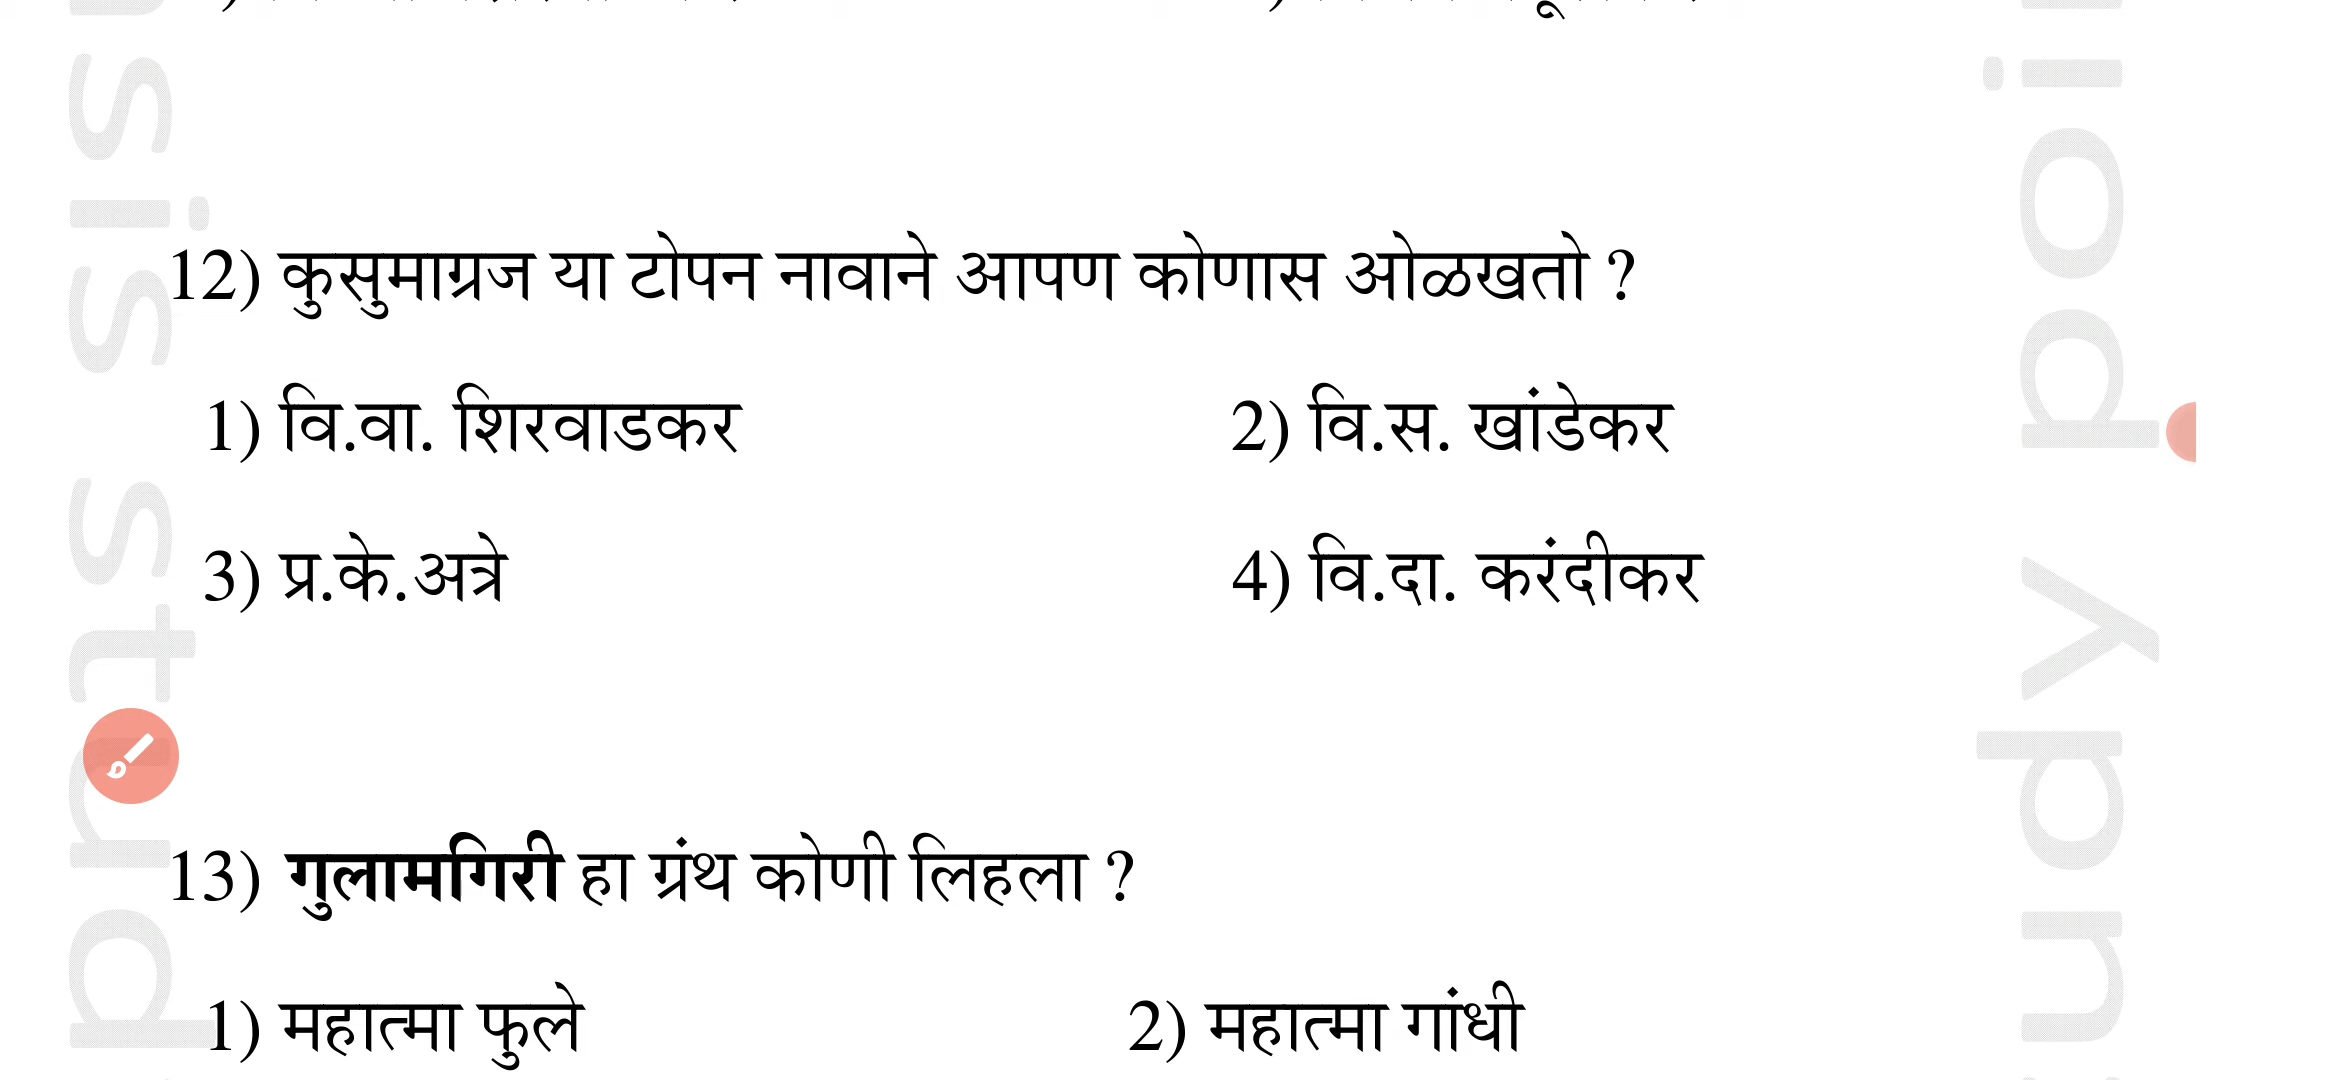 12) कुसुमाग्रज या टोपन नावाने आपण कोणास ओळखतो ?
1) वि.वा. शिरवाडकर 2) वि.स. खांडेकर
3) प्र.के.अत्रे 4) वि.दा. करंदीकर
13) गुलामगिरी हा ग्रंथ कोणी लिहला ?
1) महात्मा फुले 2) महात्मा गांधी